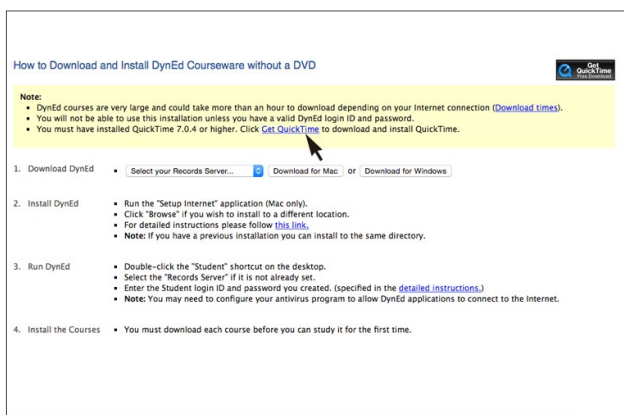 How to Download and Install DynEd Courseware without a DVD
Get
QuickTime
Free Download
Note:
▪ DynEd courses are very large and could take more than an hour to download depending on your Internet connection (Download times).
▪ You will not be able to use this installation unless you have a valid DynEd login ID and password.
▪ You must have installed QuickTime 7.0.4 or higher. Click Get QuickTime to download and install QuickTime.
1. Download DynEd ▪ Select your Records Server... Download for Mac or Download for Windows
2. Install DynEd ▪ Run the "Setup Internet" application (Mac only).
▪ Click "Browse" if you wish to install to a different location.
▪ For detailed instructions please follow this link.
▪ Note: If you have a previous installation you can install to the same directory.
3. Run DynEd ▪ Double-click the "Student" shortcut on the desktop.
▪ Select the "Records Server" if it is not already set.
▪ Enter the Student login ID and password you created. (specified in the detailed instructions.)
▪ Note: You may need to configure your antivirus program to allow DynEd applications to connect to the Internet.
4. Install the Courses ▪ You must download each course before you can study it for the first time.